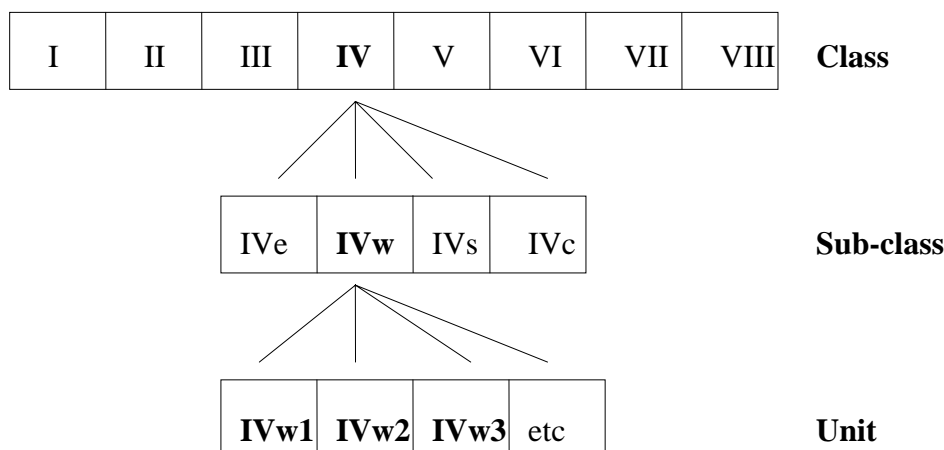 I II III IV V VI VII VIII Class
IVe IVw IVs IVc Sub-class
IVw1 IVw2 IVw3 etc Unit